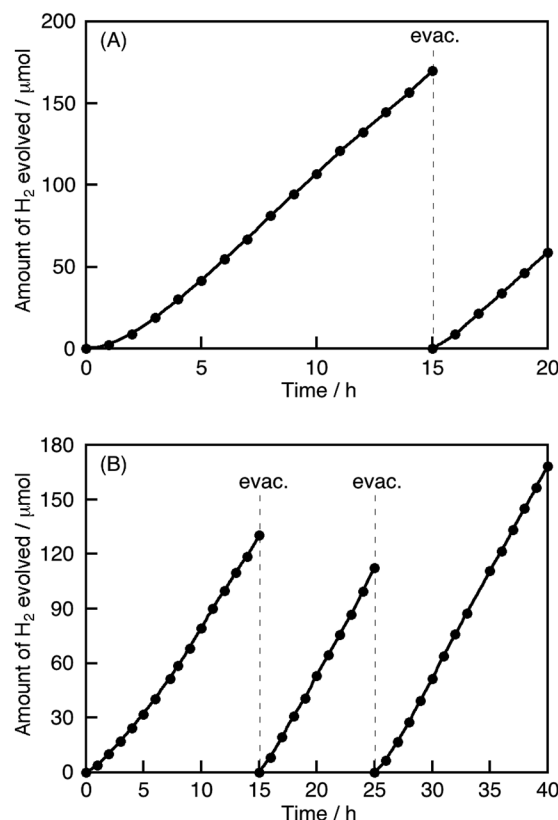 (A)
evac.
Amount of H₂ evolved / μmol
200
150
100
50
0
0 5 10 15 20
Time / h
(B)
evac. evac.
Amount of H₂ evolved / μmol
180
150
120
90
60
30
0
0 5 10 15 20 25 30 35 40
Time / h